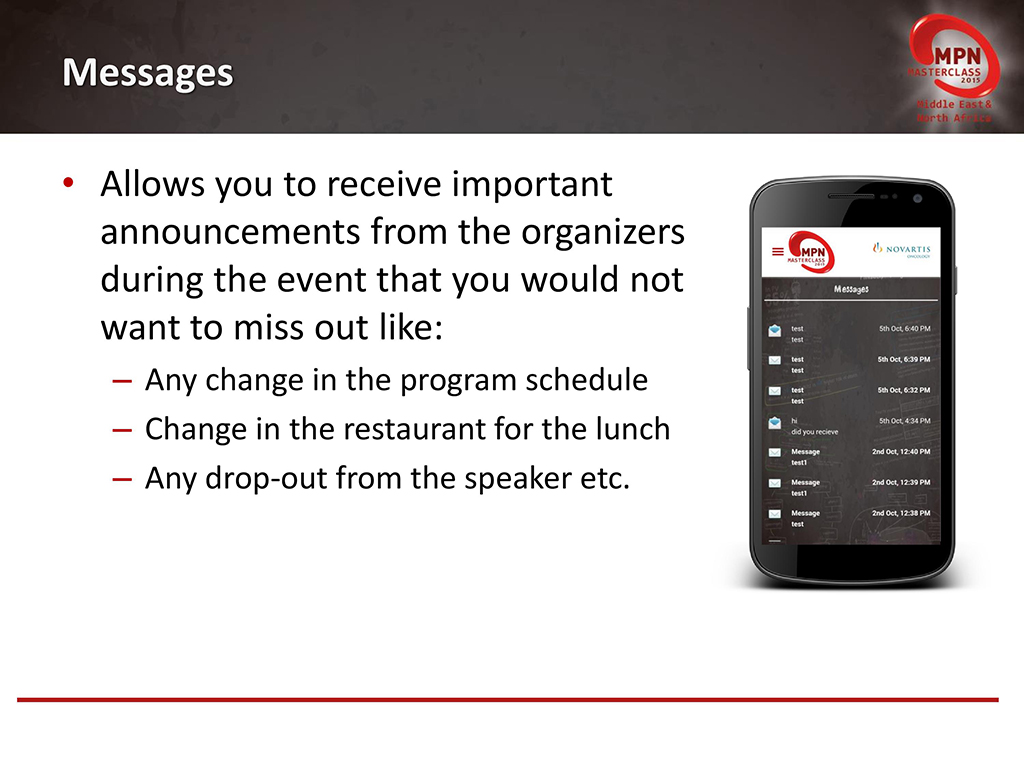 Messages
MPN
MASTERCLASS
2015
Middle East &
North Africa
• Allows you to receive important
announcements from the organizers
during the event that you would not
want to miss out like:
– Any change in the program schedule
– Change in the restaurant for the lunch
– Any drop-out from the speaker etc.
MPN
MASTERCLASS
2015
NOVARTIS
ONCOLOGY
Messages
test 5th Oct, 6:40 PM
test
test 5th Oct, 6:39 PM
test
test 5th Oct, 6:32 PM
test
hi 5th Oct, 4:34 PM
did you recieve
Message 2nd Oct, 12:40 PM
test1
Message 2nd Oct, 12:39 PM
test1
Message 2nd Oct, 12:38 PM
test